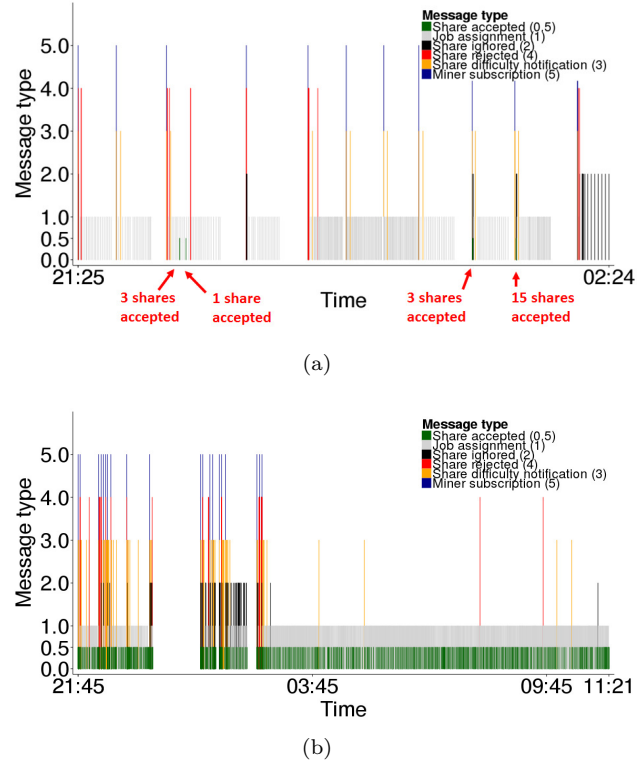 Message type
Share accepted (0,5)
Job assignment (1)
Share ignored (2)
Share rejected (4)
Share difficulty notification (3)
Miner subscription (5)
Message type
5.0
4.0
3.0
2.0
1.0
0.5
0.0
21:25
02:24
Time
3 shares
accepted
1 share
accepted
3 shares
accepted
15 shares
accepted
(a)
Message type
Share accepted (0,5)
Job assignment (1)
Share ignored (2)
Share rejected (4)
Share difficulty notification (3)
Miner subscription (5)
Message type
5.0
4.0
3.0
2.0
1.0
0.5
0.0
21:45
03:45
09:45
11:21
Time
(b)